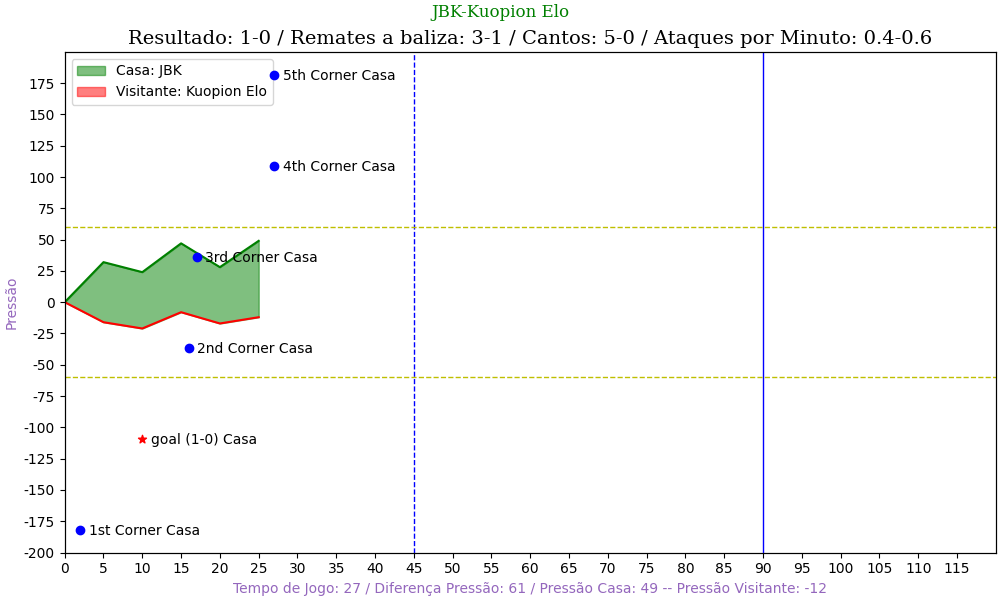 JBK-Kuopion Elo
Resultado: 1-0 / Remates a baliza: 3-1 / Cantos: 5-0 / Ataques por Minuto: 0.4-0.6
Casa: JBK
Visitante: Kuopion Elo
5th Corner Casa
4th Corner Casa
3rd Corner Casa
2nd Corner Casa
goal (1-0) Casa
1st Corner Casa
Pressão
175
150
125
100
75
50
25
0
-25
-50
-75
-100
-125
-150
-175
-200
0 5 10 15 20 25 30 35 40 45 50 55 60 65 70 75 80 85 90 95 100 105 110 115
Tempo de Jogo: 27 / Diferença Pressão: 61 / Pressão Casa: 49 -- Pressão Visitante: -12